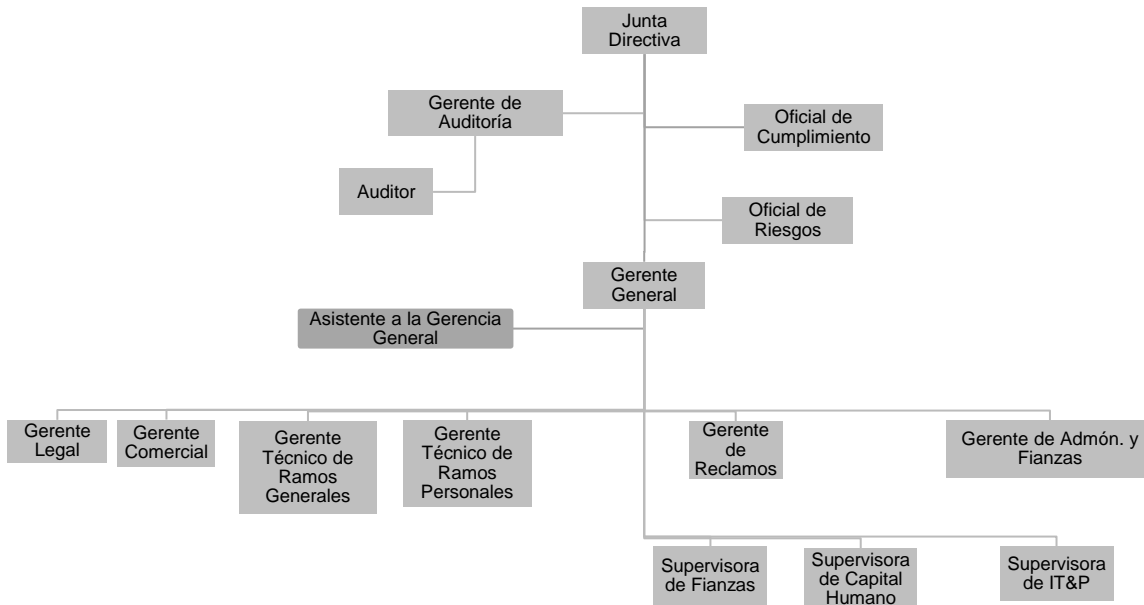 Junta
Directiva
Gerente de
Auditoría
Oficial de
Cumplimiento
Auditor
Oficial de
Riesgos
Gerente
General
Asistente a la Gerencia
General
Gerente
Legal
Gerente
Comercial
Gerente
Técnico de
Ramos
Generales
Gerente
Técnico de
Ramos
Personales
Gerente
de
Reclamos
Gerente de Admón. y
Fianzas
Supervisora
de Fianzas
Supervisora
de Capital
Humano
Supervisora
de IT&P